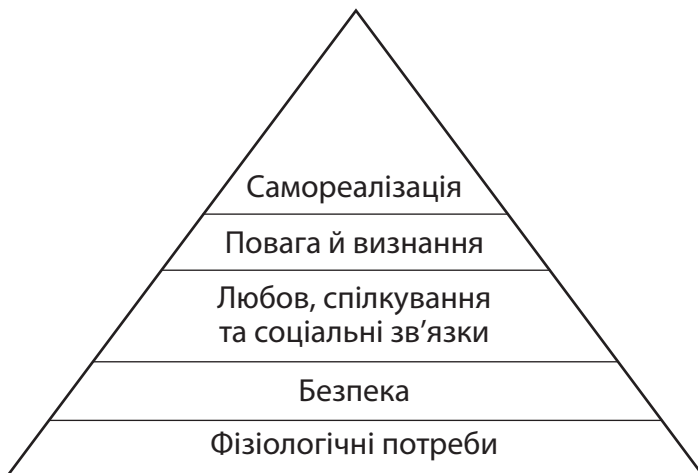 Самореалізація
Повага й визнання
Любов, спілкування
та соціальні зв’язки
Безпека
Фізіологічні потреби